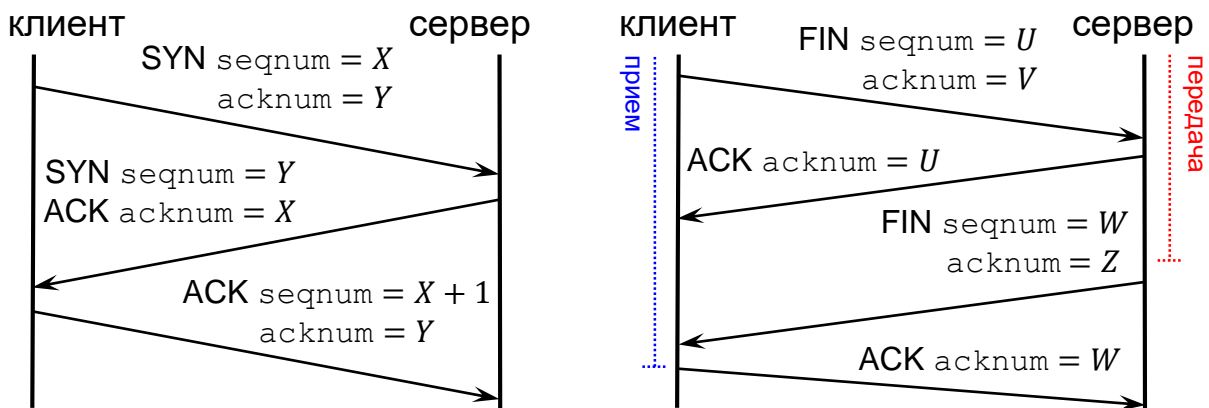 клиент
сервер
SYN seqnum = X
acknum = Y
SYN seqnum = Y
ACK acknum = X
ACK seqnum = X + 1
acknum = Y
клиент
сервер
прием
передача
FIN seqnum = U
acknum = V
ACK acknum = U
FIN seqnum = W
acknum = Z
ACK acknum = W